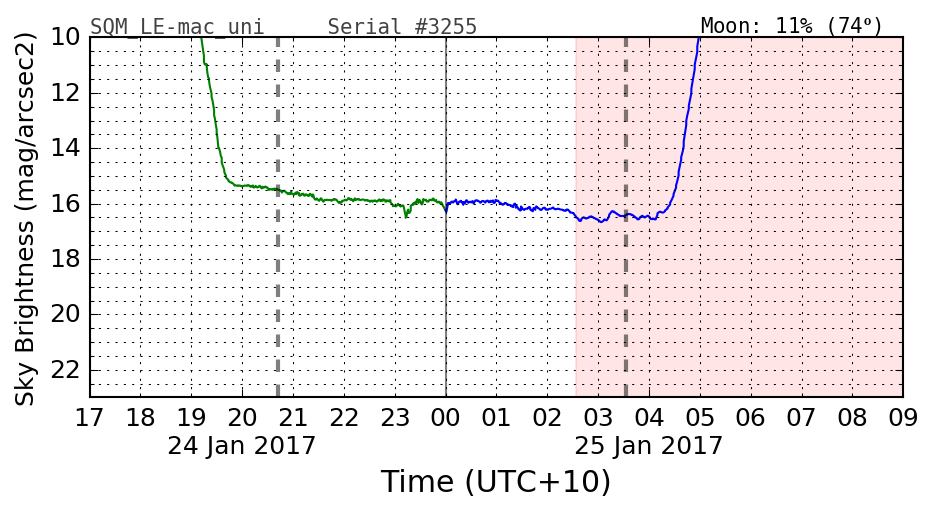 SQM_LE-mac_uni Serial #3255 Moon: 11% (74°)
Sky Brightness (mag/arcsec2)
10
12
14
16
18
20
22
17 18 19 20 21 22 23 00 01 02 03 04 05 06 07 08 09
24 Jan 2017 25 Jan 2017
Time (UTC+10)